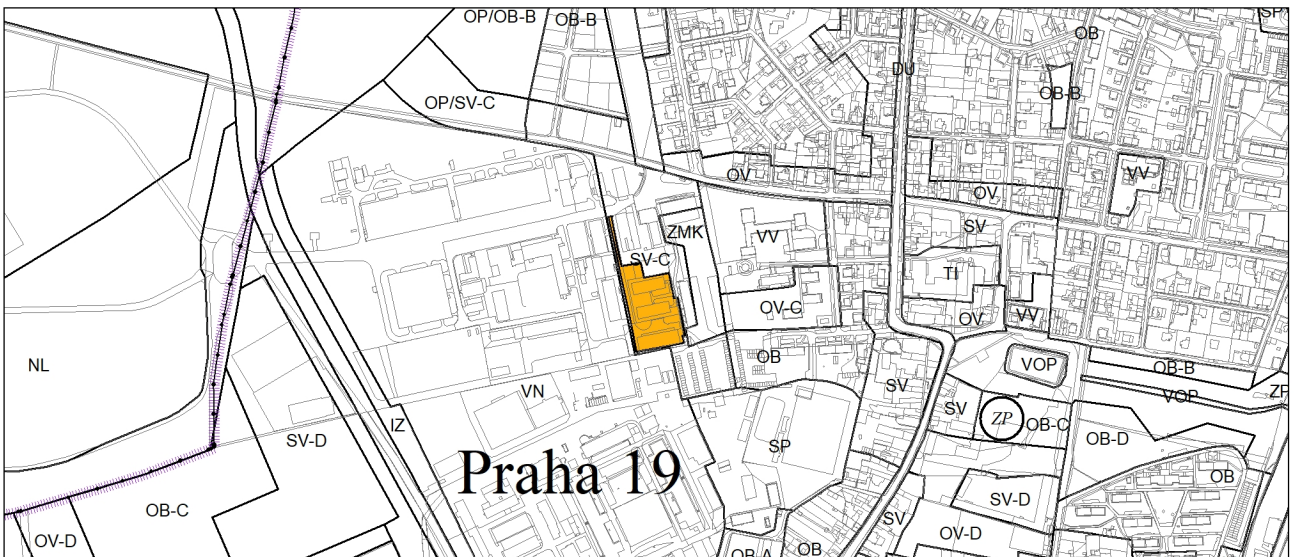 OP/OB-B
OB-B
SP
OB
DU
OB-B
OP/SV-C
OV
VV
OV
ZMK
VV
SV
SV-C
TI
OV-C
OV
VV
OB
VOP
OB-B
NL
VN
SV
VOP
ZP
SV
ZP
OB-C
SV-D
IZ
OB-D
SP
Praha 19
OB
SV-D
OB-C
SV
OV-D
OV-D
OB-A
OB